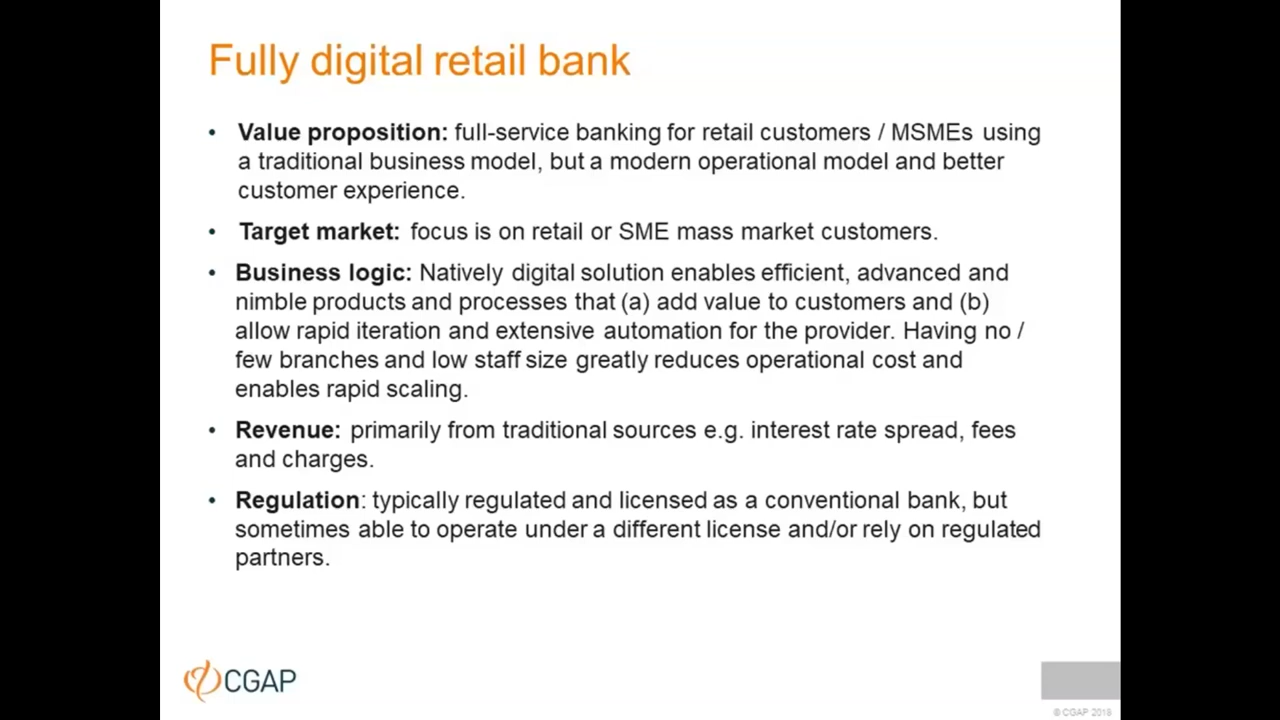 Fully digital retail bank
• Value proposition: full-service banking for retail customers / MSMEs using
a traditional business model, but a modern operational model and better
customer experience.
• Target market: focus is on retail or SME mass market customers.
• Business logic: Natively digital solution enables efficient, advanced and
nimble products and processes that (a) add value to customers and (b)
allow rapid iteration and extensive automation for the provider. Having no /
few branches and low staff size greatly reduces operational cost and
enables rapid scaling.
• Revenue: primarily from traditional sources e.g. interest rate spread, fees
and charges.
• Regulation: typically regulated and licensed as a conventional bank, but
sometimes able to operate under a different license and/or rely on regulated
partners.
CGAP
© CGAP 2018